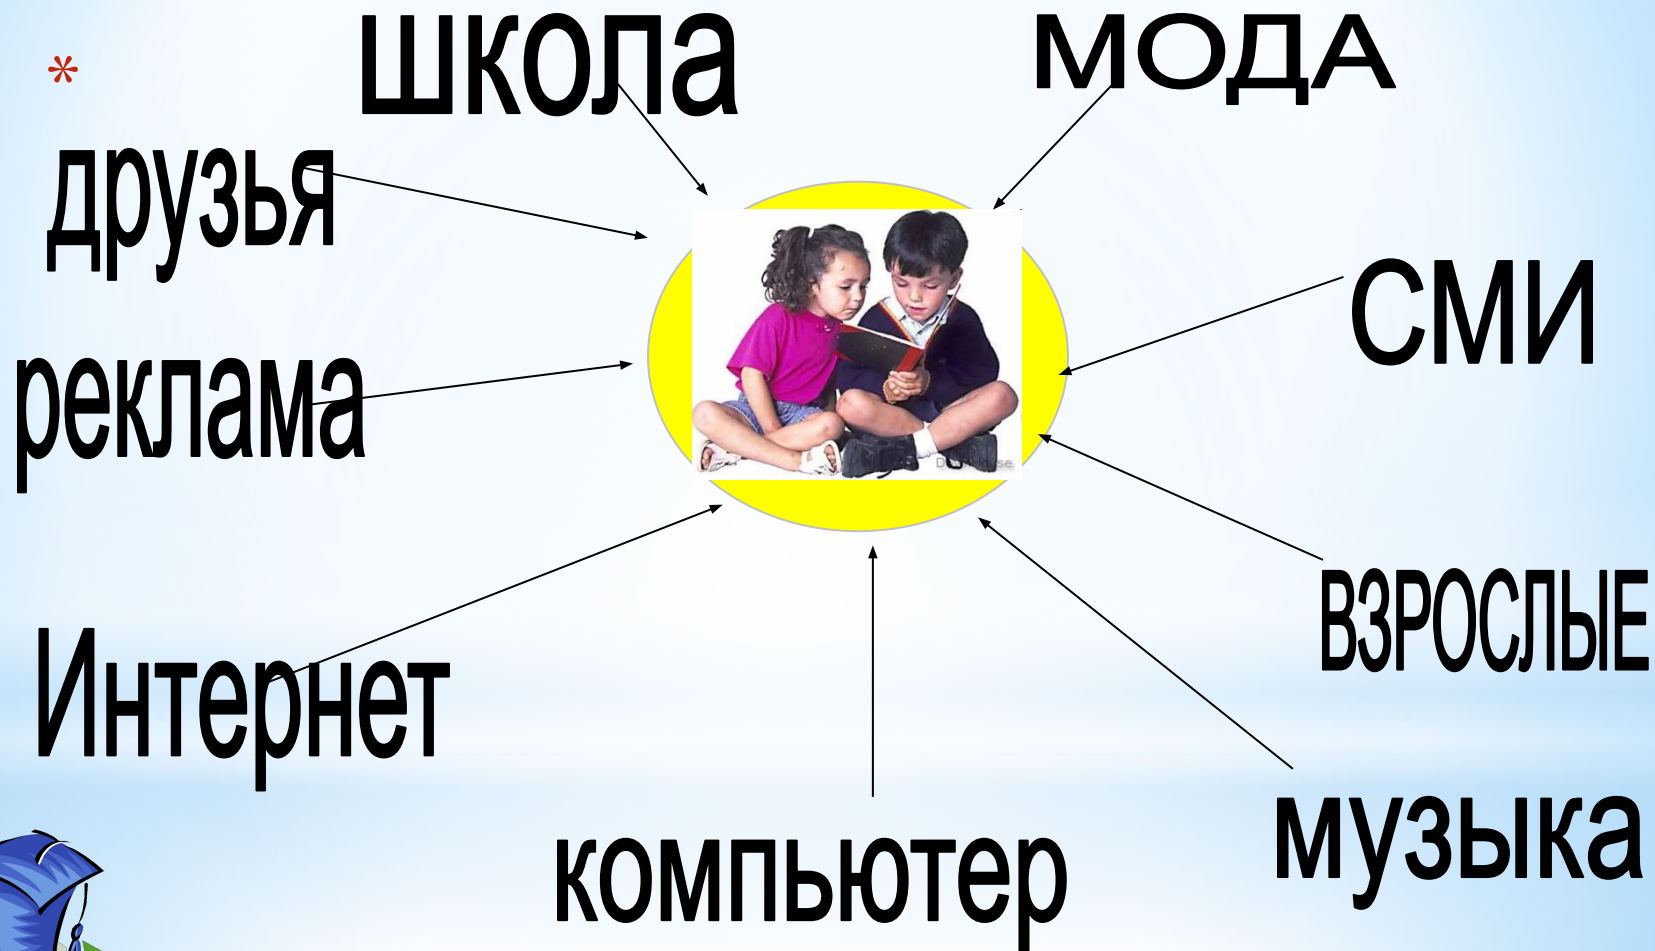 *
школа
МОДА
друзья
СМИ
реклама
ВЗРОСЛЫЕ
Интернет
музыка
компьютер